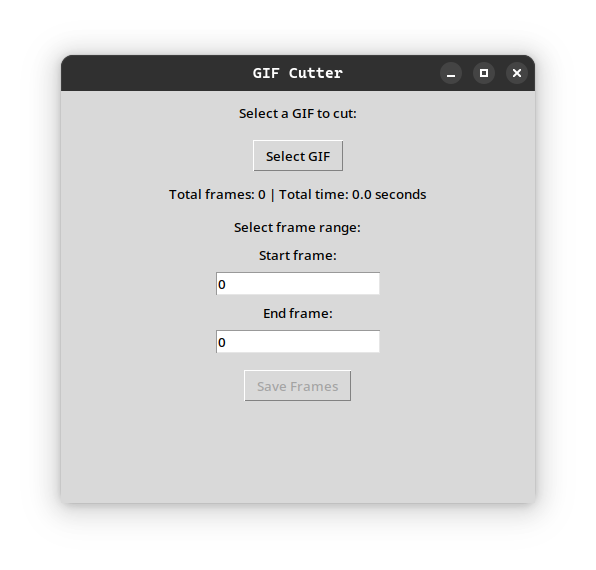 GIF Cutter
Select a GIF to cut:
Select GIF
Total frames: 0 | Total time: 0.0 seconds
Select frame range:
Start frame:
0
End frame:
0
Save Frames